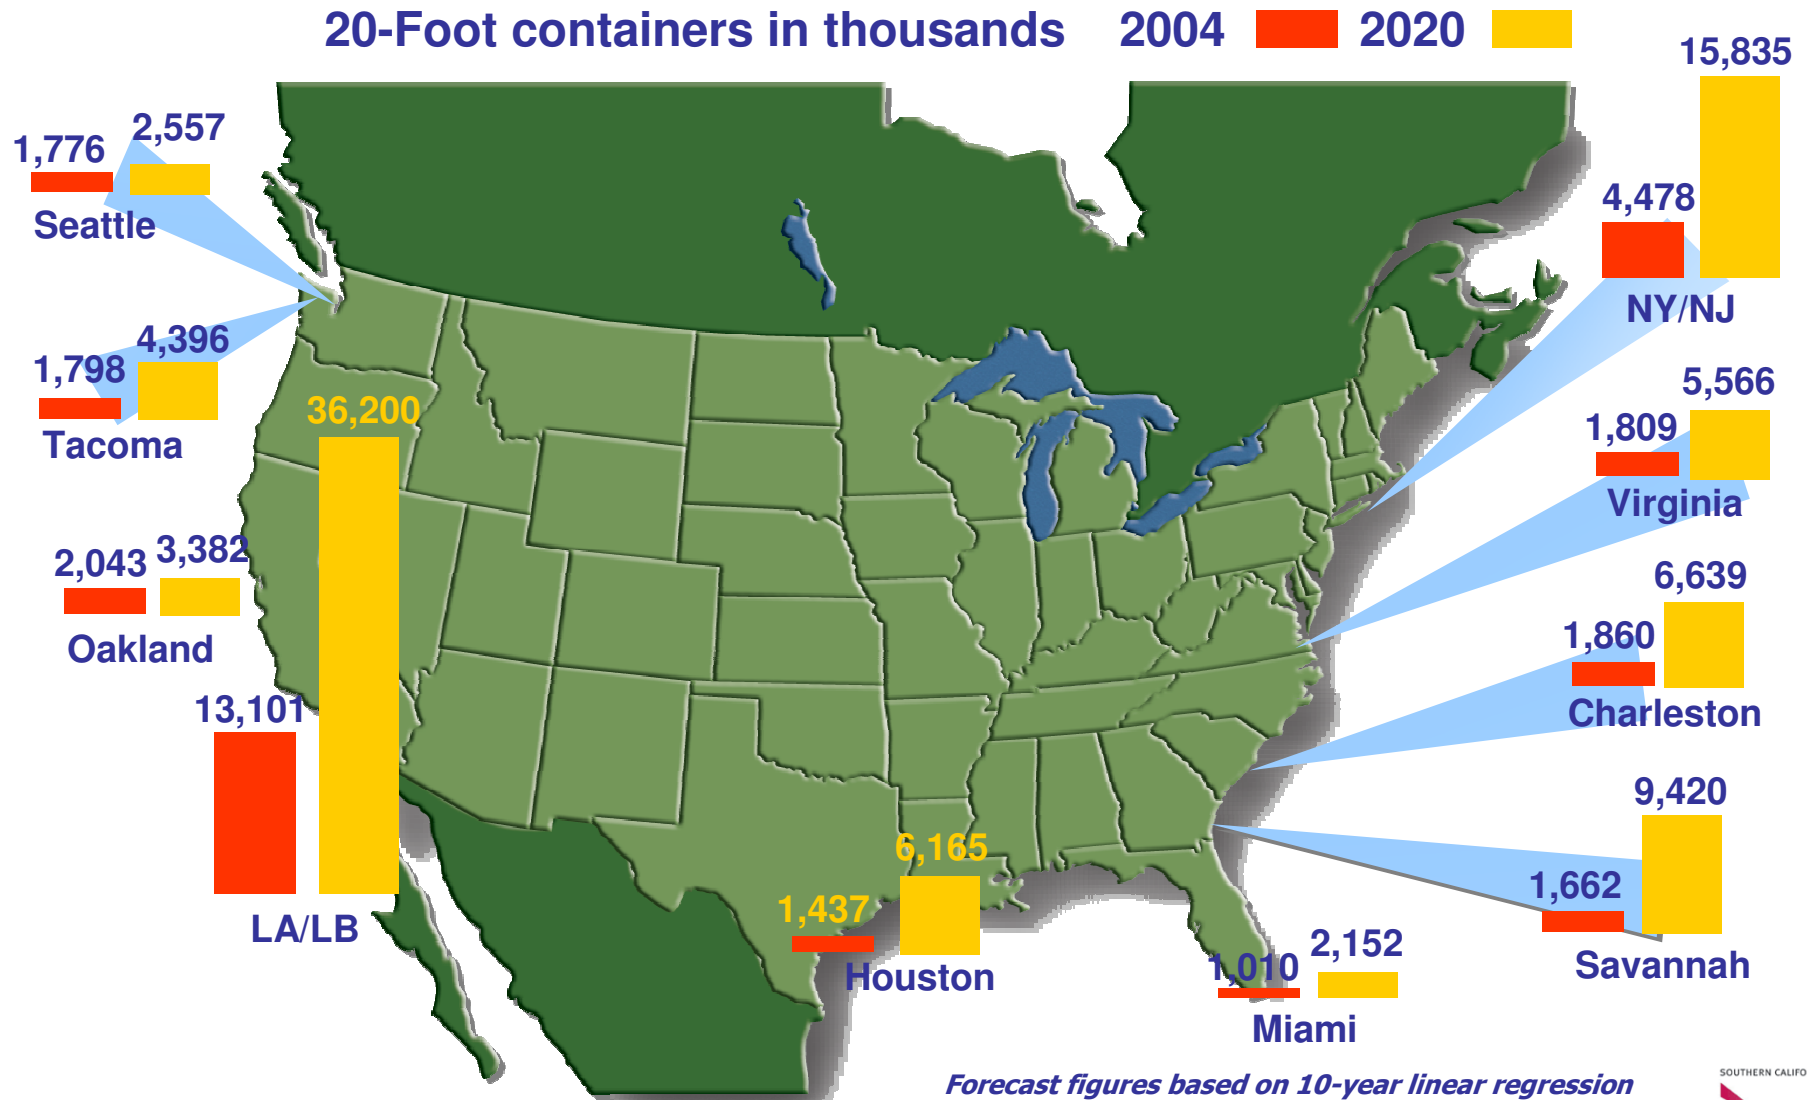 20-Foot containers in thousands 2004 2020
15,835
4,478
NY/NJ
1,776 2,557
Seattle
1,798 4,396
Tacoma
36,200
13,101
LA/LB
2,043 3,382
Oakland
5,566
1,809
Virginia
6,639
1,860
Charleston
9,420
1,662
Savannah
6,165
1,437
Houston
1,010 2,152
Miami
Forecast figures based on 10-year linear regression
SOUTHERN CALIFO